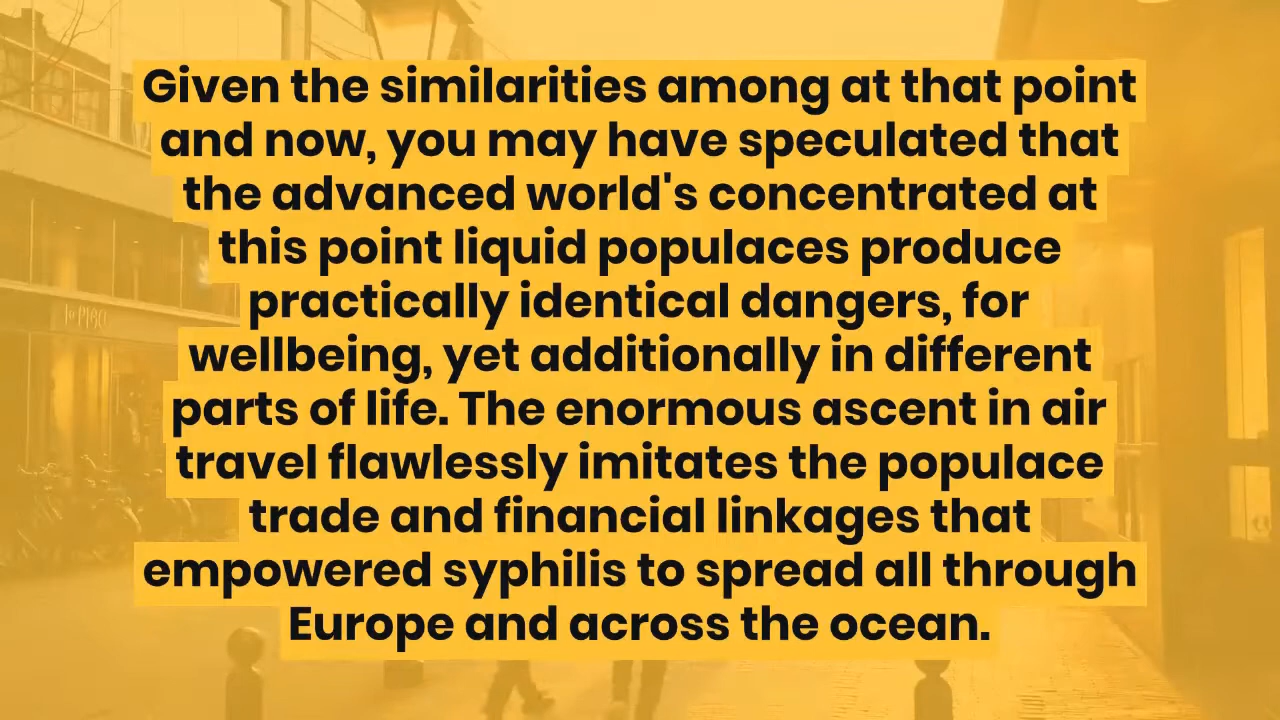 Given the similarities among at that point
and now, you may have speculated that
the advanced world's concentrated at
this point liquid populaces produce
practically identical dangers, for
wellbeing, yet additionally in different
parts of life. The enormous ascent in air
travel flawlessly imitates the populace
trade and financial linkages that
empowered syphilis to spread all through
Europe and across the ocean.